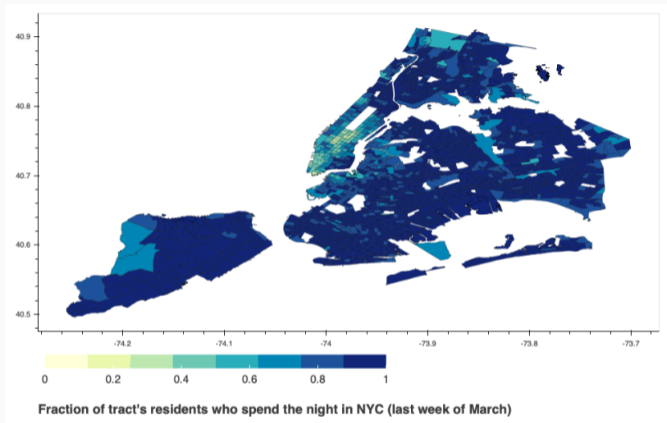 40.9
40.8
40.7
40.6
40.5
-74.2 -74.1 -74 -73.9 -73.8 -73.7
0 0.2 0.4 0.6 0.8 1
Fraction of tract's residents who spend the night in NYC (last week of March)